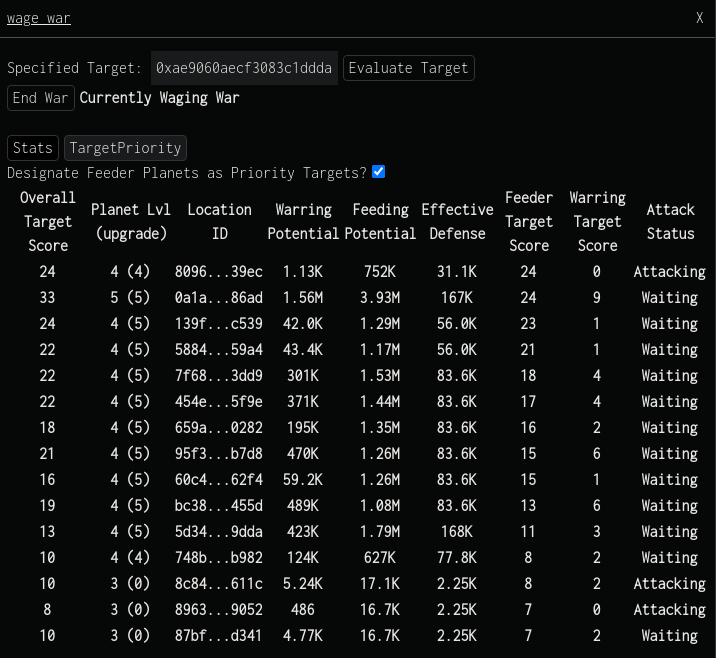 wage war X
Specified Target: 0xae9060aecf3083c1ddda Evaluate Target
End War Currently Waging War
Stats TargetPriority
Designate Feeder Planets as Priority Targets?
Overall Target Score Planet Lvl (upgrade) Location ID Warring Potential Feeding Potential Effective Defense Feeder Target Score Warring Target Score Attack Status
24 4 (4) 8096...39ec 1.13K 752K 31.1K 24 0 Attacking
33 5 (5) 0a1a...86ad 1.56M 3.93M 167K 24 9 Waiting
24 4 (5) 139f...c539 42.0K 1.29M 56.0K 23 1 Waiting
22 4 (5) 5884...59a4 43.4K 1.17M 56.0K 21 1 Waiting
22 4 (5) 7f68...3dd9 301K 1.53M 83.6K 18 4 Waiting
22 4 (5) 454e...5f9e 371K 1.44M 83.6K 17 4 Waiting
18 4 (5) 659a...0282 195K 1.35M 83.6K 16 2 Waiting
21 4 (5) 95f3...b7d8 470K 1.26M 83.6K 15 6 Waiting
16 4 (5) 60c4...62f4 59.2K 1.26M 83.6K 15 1 Waiting
19 4 (5) bc38...455d 489K 1.08M 83.6K 13 6 Waiting
13 4 (5) 5d34...9dda 423K 1.79M 168K 11 3 Waiting
10 4 (4) 748b...b982 124K 627K 77.8K 8 2 Waiting
10 3 (0) 8c84...611c 5.24K 17.1K 2.25K 8 2 Attacking
8 3 (0) 8963...9052 486 16.7K 2.25K 7 0 Attacking
10 3 (0) 87bf...d341 4.77K 16.7K 2.25K 7 2 Waiting